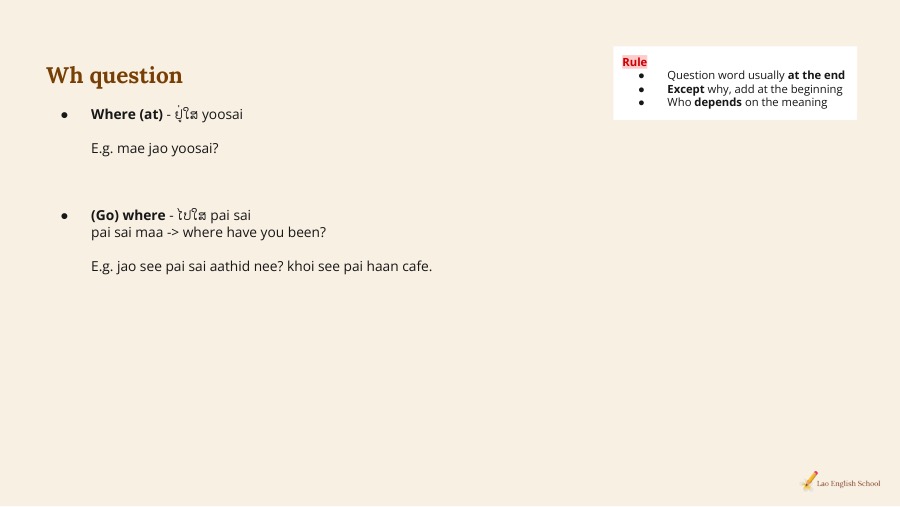 Wh question
● Where (at) - ຢູ່ໃສ yoosai
E.g. mae jao yoosai?
● (Go) where - ໄປໃສ pai sai
pai sai maa -> where have you been?
E.g. jao see pai sai aathid nee? khoi see pai haan cafe.
Rule
● Question word usually at the end
● Except why, add at the beginning
● Who depends on the meaning
Lao English School